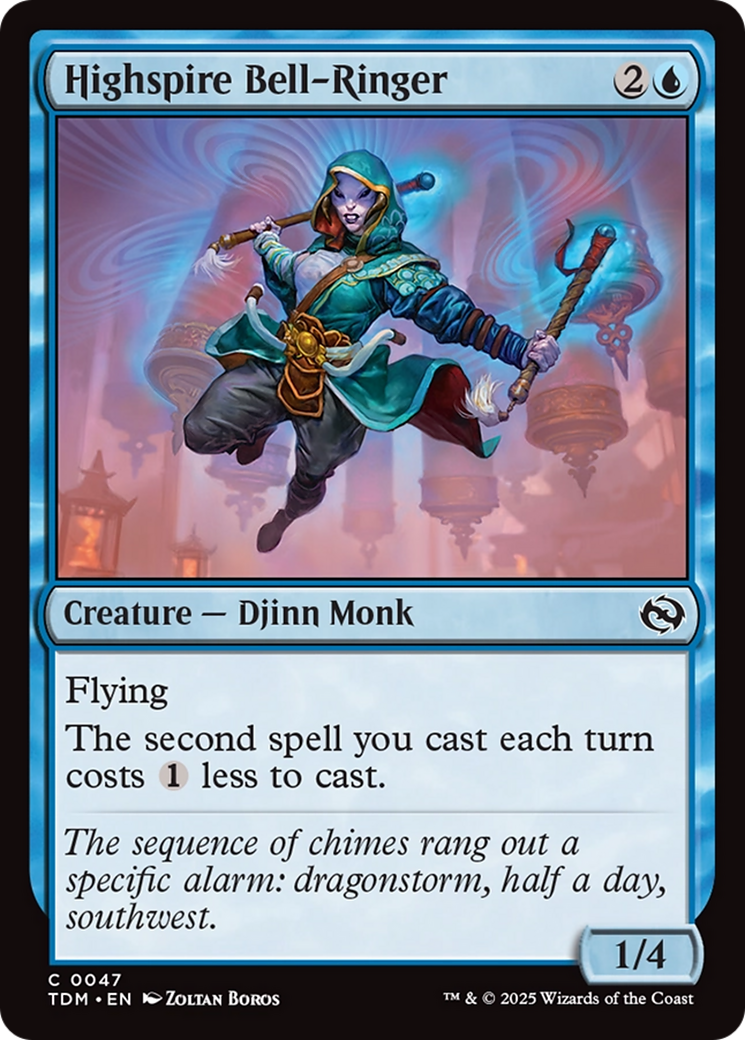 Highspire Bell-Ringer 2
Creature — Djinn Monk
Flying
The second spell you cast each turn
costs 1 less to cast.
The sequence of chimes rang out a
specific alarm: dragonstorm, half a day,
southwest.
1/4
C 0047
TDM • EN Zoltan Boros
™ & © 2025 Wizards of the Coast